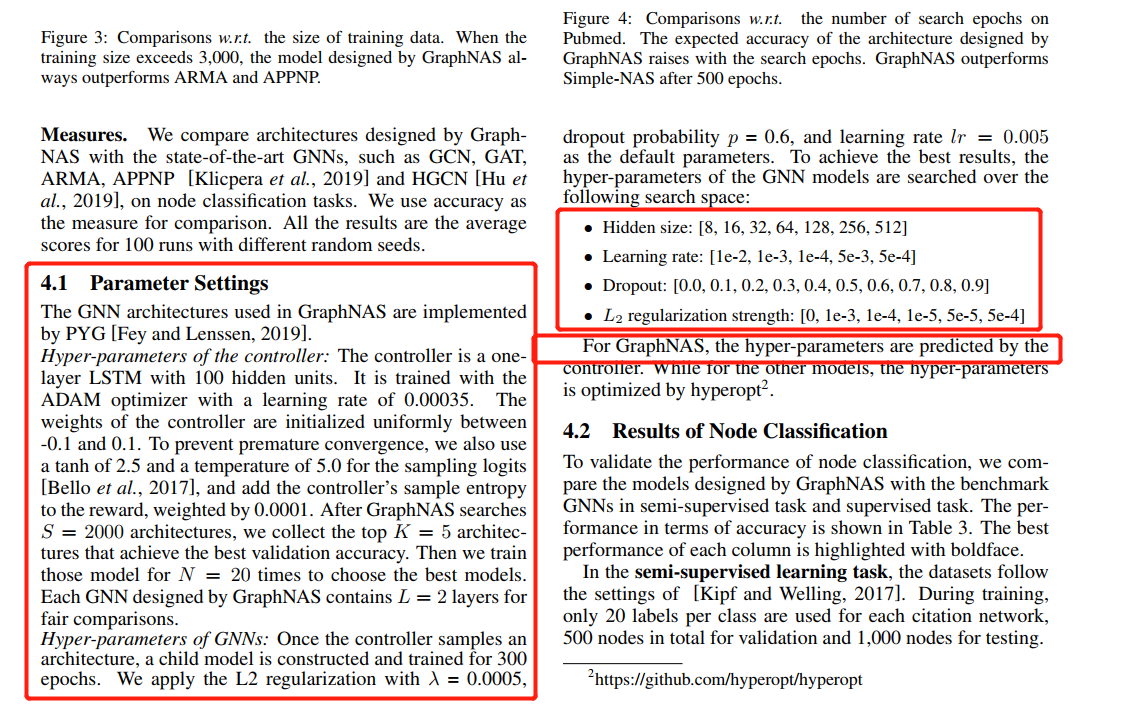 Figure 3: Comparisons w.r.t. the size of training data. When the
training size exceeds 3,000, the model designed by GraphNAS al-
ways outperforms ARMA and APPNP.
Measures. We compare architectures designed by Graph-
NAS with the state-of-the-art GNNs, such as GCN, GAT,
ARMA, APPNP [Klicpera et al., 2019] and HGCN [Hu et
al., 2019], on node classification tasks. We use accuracy as
the measure for comparison. All the results are the average
scores for 100 runs with different random seeds.
4.1 Parameter Settings
The GNN architectures used in GraphNAS are implemented
by PYG [Fey and Lenssen, 2019].
Hyper-parameters of the controller: The controller is a one-
layer LSTM with 100 hidden units. It is trained with the
ADAM optimizer with a learning rate of 0.00035. The
weights of the controller are initialized uniformly between
-0.1 and 0.1. To prevent premature convergence, we also use
a tanh of 2.5 and a temperature of 5.0 for the sampling logits
[Bello et al., 2017], and add the controller's sample entropy
to the reward, weighted by 0.0001. After GraphNAS searches
S = 2000 architectures, we collect the top K = 5 architec-
tures that achieve the best validation accuracy. Then we train
those model for N = 20 times to choose the best models.
Each GNN designed by GraphNAS contains L = 2 layers for
fair comparisons.
Hyper-parameters of GNNs: Once the controller samples an
architecture, a child model is constructed and trained for 300
epochs. We apply the L2 regularization with λ = 0.0005,
Figure 4: Comparisons w.r.t. the number of search epochs on
Pubmed. The expected accuracy of the architecture designed by
GraphNAS raises with the search epochs. GraphNAS outperforms
Simple-NAS after 500 epochs.
dropout probability p = 0.6, and learning rate lr = 0.005
as the default parameters. To achieve the best results, the
hyper-parameters of the GNN models are searched over the
following search space:
• Hidden size: [8, 16, 32, 64, 128, 256, 512]
• Learning rate: [1e-2, 1e-3, 1e-4, 5e-3, 5e-4]
• Dropout: [0.0, 0.1, 0.2, 0.3, 0.4, 0.5, 0.6, 0.7, 0.8, 0.9]
• L2 regularization strength: [0, 1e-3, 1e-4, 1e-5, 5e-5, 5e-4]
For GraphNAS, the hyper-parameters are predicted by the
controller. While for the other models, the hyper-parameters
is optimized by hyperopt2.
4.2 Results of Node Classification
To validate the performance of node classification, we com-
pare the models designed by GraphNAS with the benchmark
GNNs in semi-supervised task and supervised task. The per-
formance in terms of accuracy is shown in Table 3. The best
performance of each column is highlighted with boldface.
In the semi-supervised learning task, the datasets follow
the settings of [Kipf and Welling, 2017]. During training,
only 20 labels per class are used for each citation network,
500 nodes in total for validation and 1,000 nodes for testing.
2https://github.com/hyperopt/hyperopt